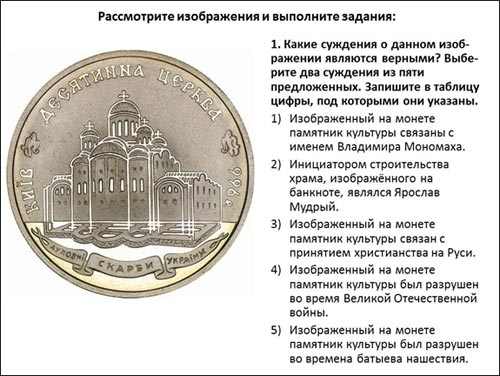 Рассмотрите изображения и выполните задания:
ДЕСЯТИННА ЦЕРКВА
КИЇВ
996р
ДУХОВНІ
СКАРБИ
УКРАЇНИ
1. Какие суждения о данном изоб-
ражении являются верными? Выбе-
рите два суждения из пяти
предложенных. Запишите в таблицу
цифры, под которыми они указаны.
1) Изображенный на монете
памятник культуры связаны с
именем Владимира Мономаха.
2) Инициатором строительства
храма, изображённого на
банкноте, являлся Ярослав
Мудрый.
3) Изображенный на монете
памятник культуры связан с
принятием христианства на Руси.
4) Изображенный на монете
памятник культуры был разрушен
во время Великой Отечественной
войны.
5) Изображенный на монете
памятник культуры был разрушен
во времена батыева нашествия.